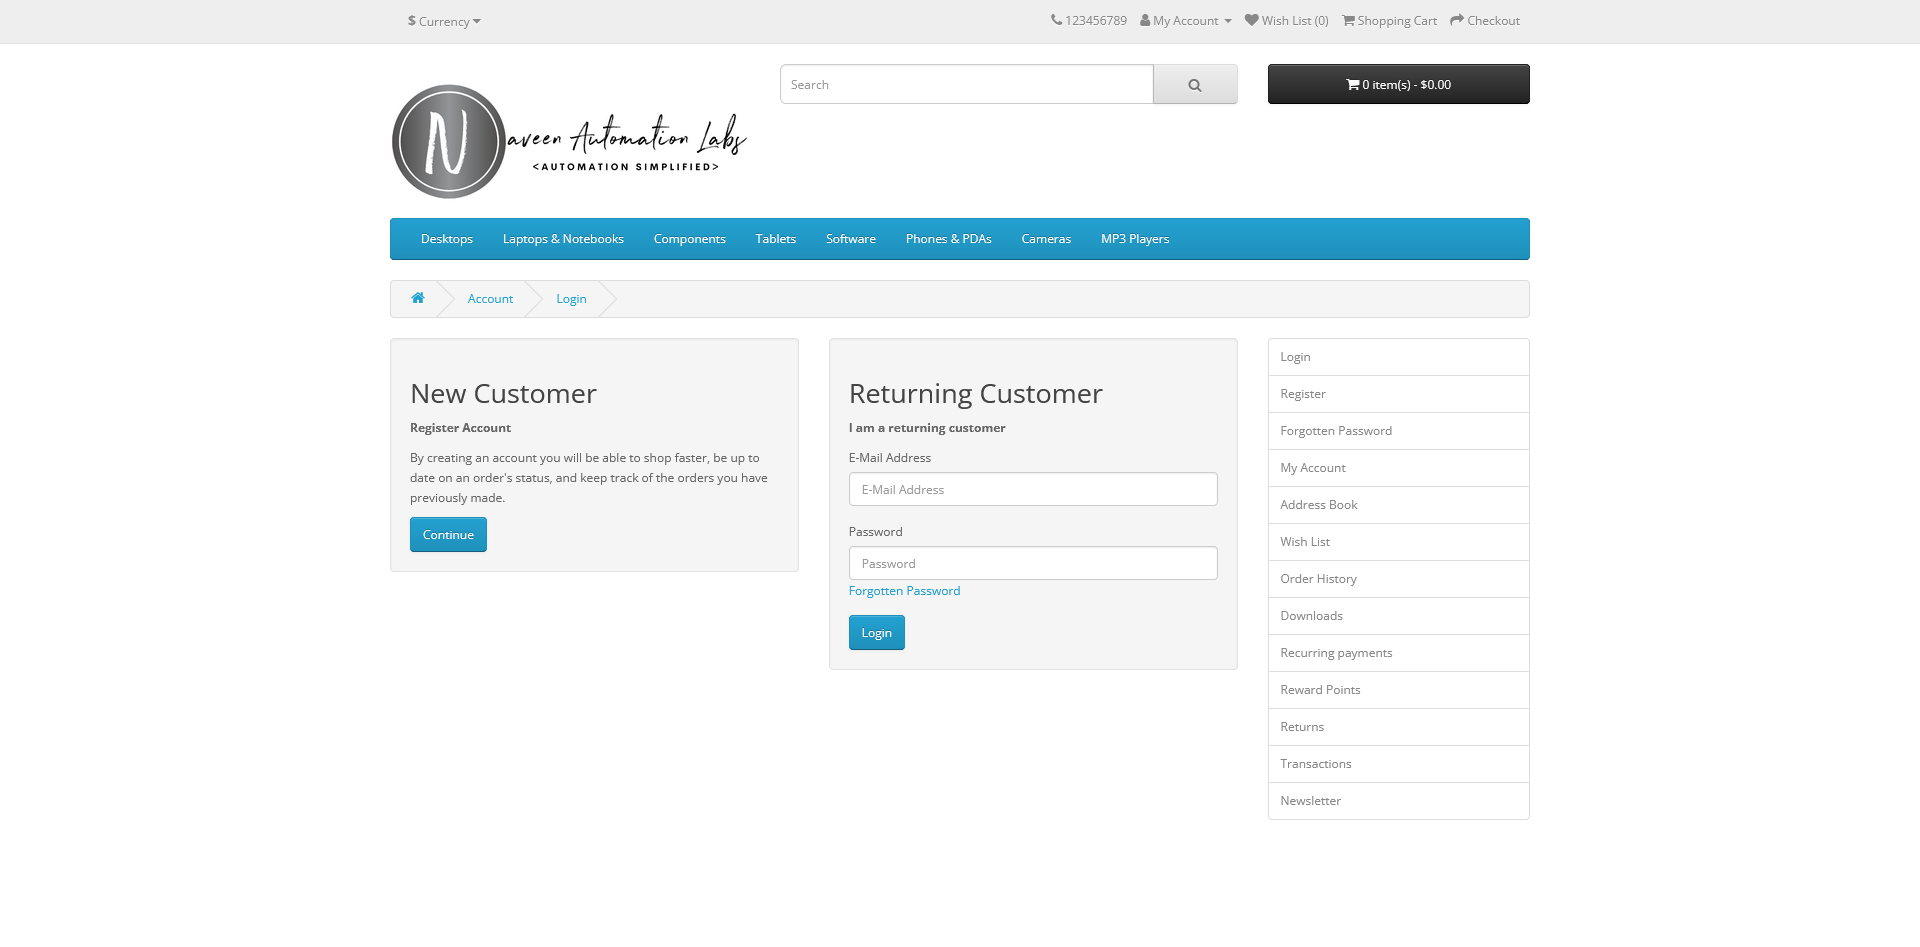 $ Currency
123456789 My Account Wish List (0) Shopping Cart Checkout
Search
0 item(s) - $0.00
Naveen Automation Labs
<AUTOMATION SIMPLIFIED>
Desktops Laptops & Notebooks Components Tablets Software Phones & PDAs Cameras MP3 Players
Account Login
New Customer
Register Account
By creating an account you will be able to shop faster, be up to
date on an order's status, and keep track of the orders you have
previously made.
Continue
Returning Customer
I am a returning customer
E-Mail Address
E-Mail Address
Password
Password
Forgotten Password
Login
Login
Register
Forgotten Password
My Account
Address Book
Wish List
Order History
Downloads
Recurring payments
Reward Points
Returns
Transactions
Newsletter